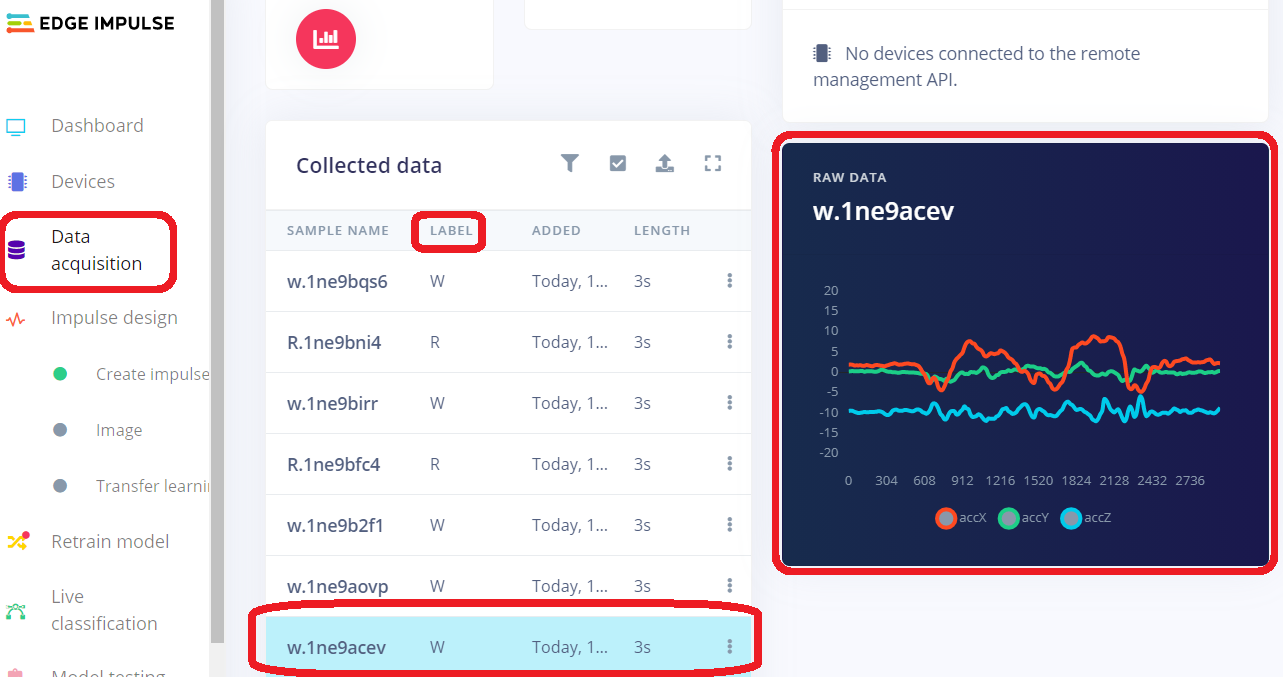 EDGE IMPULSE
Dashboard
Devices
Data
acquisition
Impulse design
Create impulse
Image
Transfer learni
Retrain model
Live
classification
Model testing
Collected data
SAMPLE NAME LABEL ADDED LENGTH
w.1ne9bqs6 W Today, 1... 3s
R.1ne9bni4 R Today, 1... 3s
w.1ne9birr W Today, 1... 3s
R.1ne9bfc4 R Today, 1... 3s
w.1ne9b2f1 W Today, 1... 3s
w.1ne9aovp W Today, 1... 3s
w.1ne9acev W Today, 1... 3s
No devices connected to the remote
management API.
RAW DATA
w.1ne9acev
20
15
10
5
0
-5
-10
-15
-20
0 304 608 912 1216 1520 1824 2128 2432 2736
accX accY accZ